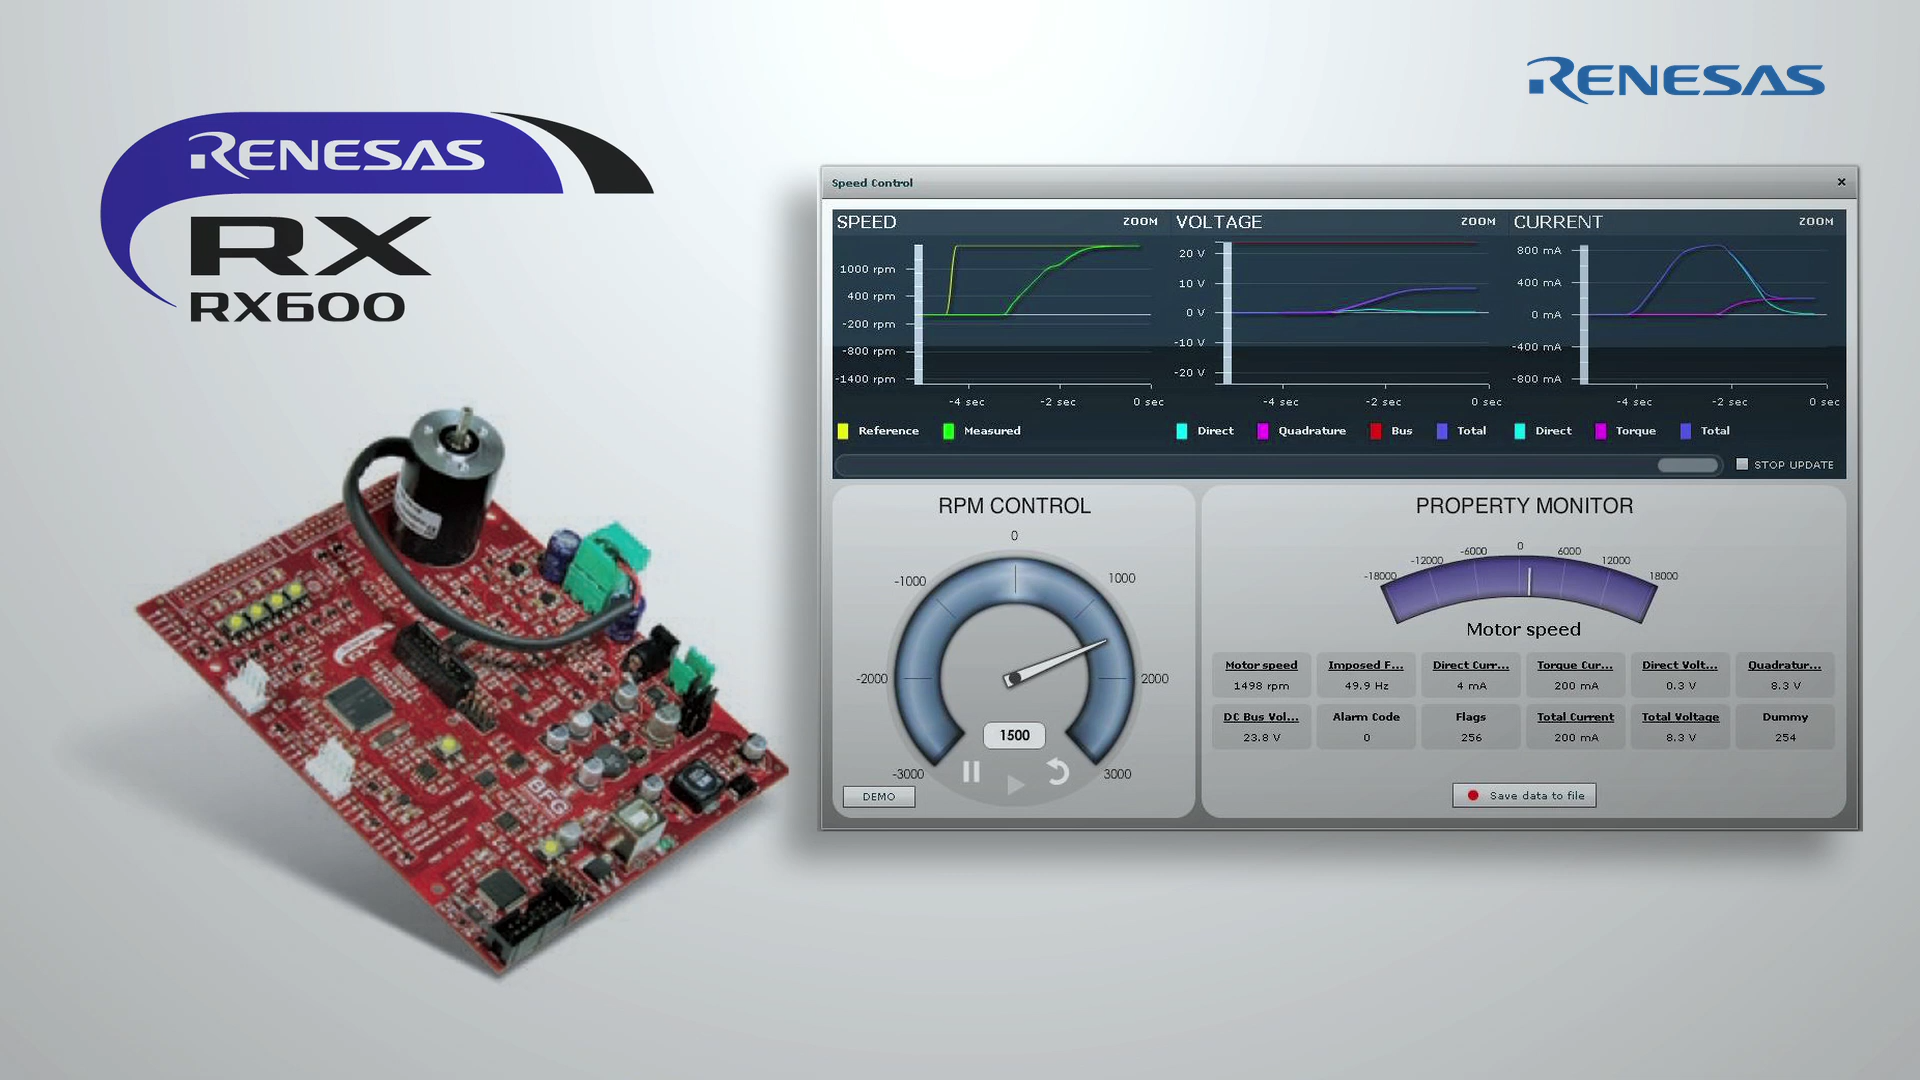 RENESAS
RENESAS
RX
RX600
Speed Control
SPEED ZOOM VOLTAGE ZOOM CURRENT ZOOM
1000 rpm
400 rpm
-200 rpm
-800 rpm
-1400 rpm
-4 sec -2 sec 0 sec
20 V
10 V
0 V
-10 V
-20 V
-4 sec -2 sec 0 sec
800 mA
400 mA
0 mA
-400 mA
-800 mA
-4 sec -2 sec 0 sec
Reference Measured
Direct Quadrature Bus Total
Direct Torque Total
STOP UPDATE
RPM CONTROL
0
-1000 1000
-2000 2000
-3000 3000
1500
DEMO
PROPERTY MONITOR
-18000 -12000 -6000 0 6000 12000 18000
Motor speed
Motor speed Imposed F... Direct Curr... Torque Cur... Direct Volt... Quadratur...
1498 rpm 49.9 Hz 4 mA 200 mA 0.3 V 8.3 V
DC Bus Vol... Alarm Code Flags Total Current Total Voltage Dummy
23.8 V 0 256 200 mA 8.3 V 254
Save data to file
RENESAS
RX
BFG